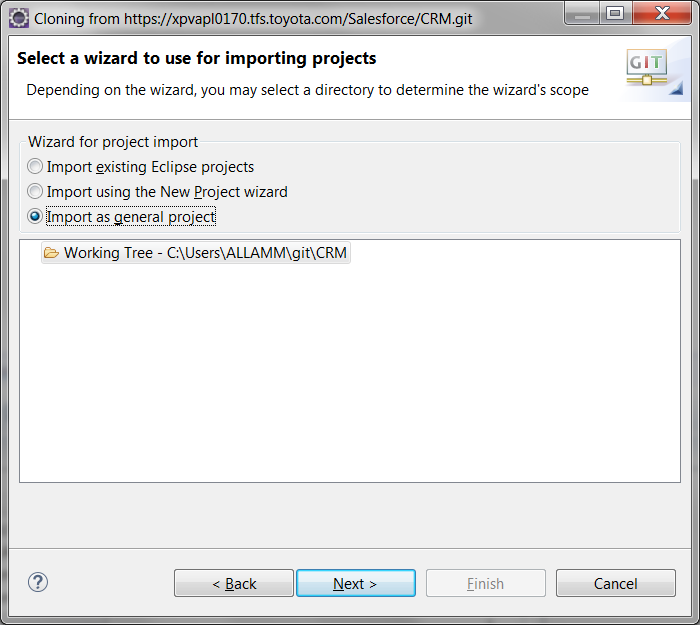 Cloning from https://xpvapl0170.tfs.toyota.com/Salesforce/CRM.git
Select a wizard to use for importing projects
Depending on the wizard, you may select a directory to determine the wizard's scope
GIT
Wizard for project import
Import existing Eclipse projects
Import using the New Project wizard
Import as general project
Working Tree - C:\Users\ALLAMM\git\CRM
?
< Back
Next >
Finish
Cancel